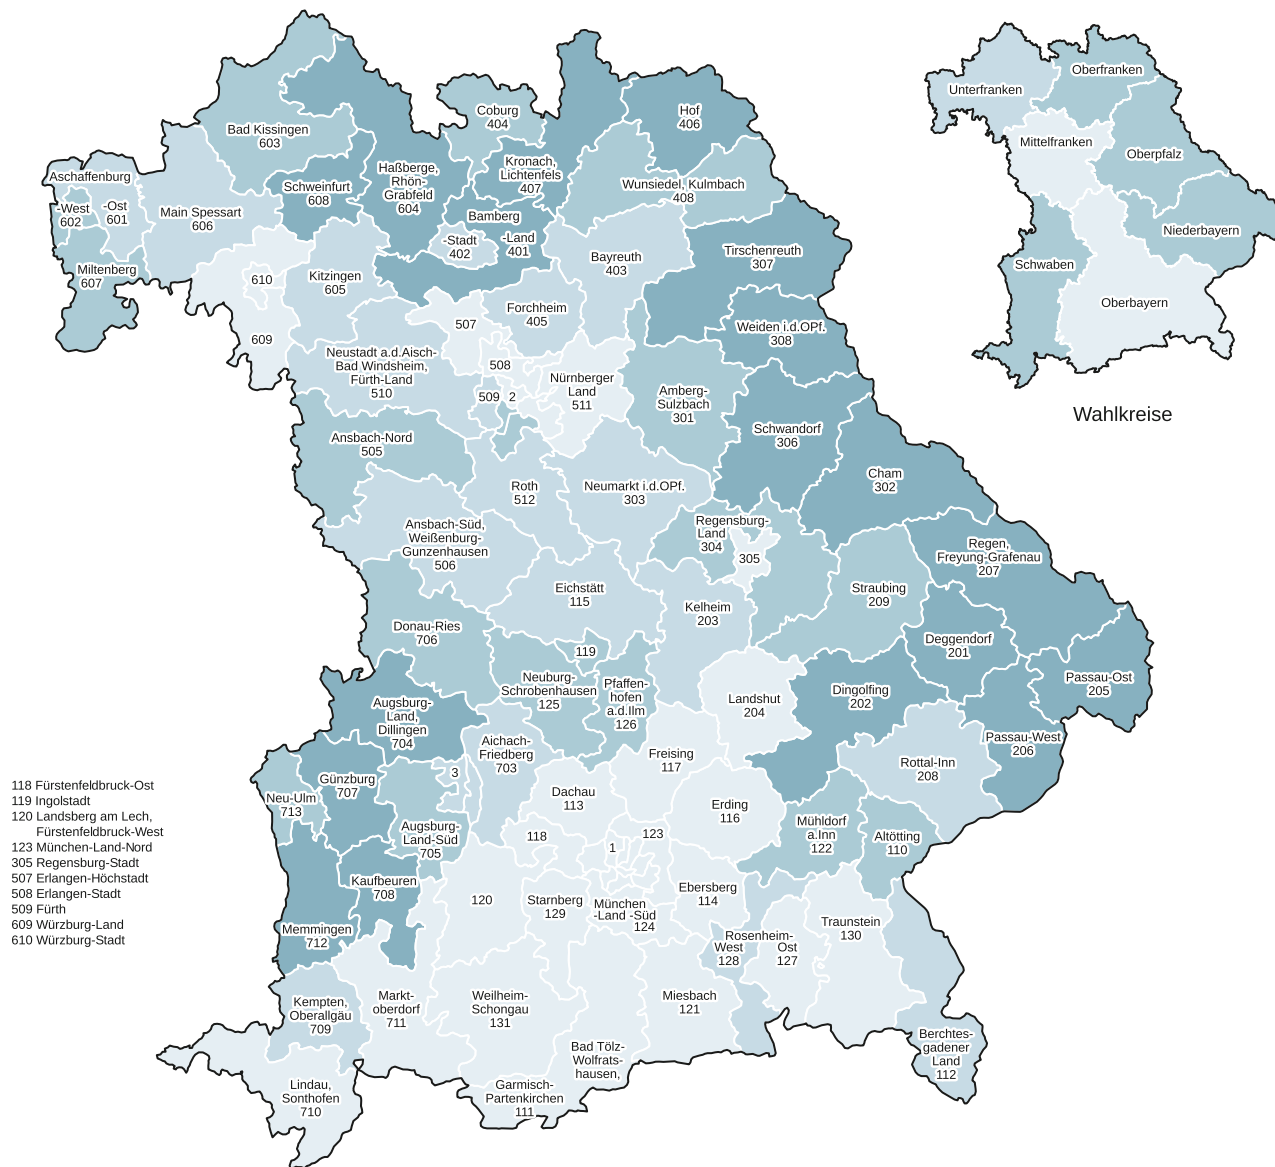 Coburg
404
Hof
406
Bad Kissingen
603
Kronach,
Lichtenfels
407
Haßberge,
Rhön-
Grabfeld
604
Aschaffenburg
-West
602
-Ost
601
Schweinfurt
608
Wunsiedel, Kulmbach
408
Main Spessart
606
Bamberg
-Stadt
402
-Land
401
Tirschenreuth
307
Bayreuth
403
Miltenberg
607
610
Kitzingen
605
Forchheim
405
507
Weiden i.d.OPf.
308
609
Neustadt a.d.Aisch-
Bad Windsheim,
Fürth-Land
510
508
509
2
Nürnberger
Land
511
Amberg-
Sulzbach
301
Ansbach-Nord
505
Schwandorf
306
Cham
302
Roth
512
Neumarkt i.d.OPf.
303
Ansbach-Süd,
Weißenburg-
Gunzenhausen
506
Regensburg-
Land
304
305
Regen,
Freyung-Grafenau
207
Eichstätt
115
Kelheim
203
Straubing
209
Donau-Ries
706
119
Deggendorf
201
Neuburg-
Schrobenhausen
125
Pfaffen-
hofen
a.d.Ilm
126
Landshut
204
Dingolfing
202
Passau-Ost
205
Augsburg-
Land,
Dillingen
704
Aichach-
Friedberg
703
Freising
117
Passau-West
206
Rottal-Inn
208
3
Günzburg
707
Neu-Ulm
713
Dachau
113
Erding
116
Augsburg-
Land-Süd
705
118
123
1
Mühldorf
a.Inn
122
Altötting
110
Kaufbeuren
708
120
Starnberg
129
München
-Land -Süd
124
Ebersberg
114
Memmingen
712
Rosenheim-
West
128
Ost
127
Traunstein
130
Kempten,
Oberallgäu
709
Markt-
oberdorf
711
Weilheim-
Schongau
131
Miesbach
121
Bad Tölz-
Wolfrats-
hausen,
Garmisch-
Partenkirchen
111
Berchtes-
gadener
Land
112
Lindau,
Sonthofen
710
118 Fürstenfeldbruck-Ost
119 Ingolstadt
120 Landsberg am Lech,
Fürstenfeldbruck-West
123 München-Land-Nord
305 Regensburg-Stadt
507 Erlangen-Höchstadt
508 Erlangen-Stadt
509 Fürth
609 Würzburg-Land
610 Würzburg-Stadt
Oberfranken
Unterfranken
Mittelfranken
Oberpfalz
Niederbayern
Schwaben
Oberbayern
Wahlkreise